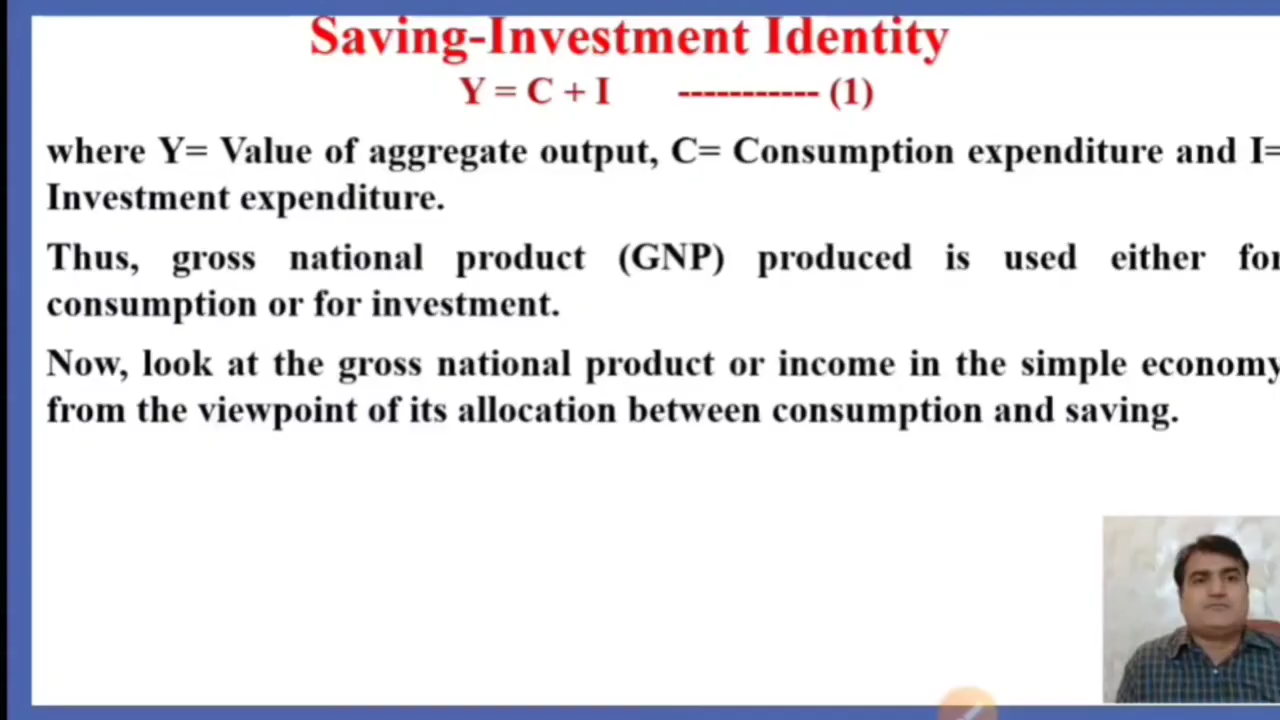 Saving-Investment Identity
Y = C + I ----------- (1)
where Y= Value of aggregate output, C= Consumption expenditure and I=
Investment expenditure.
Thus, gross national product (GNP) produced is used either for
consumption or for investment.
Now, look at the gross national product or income in the simple economy
from the viewpoint of its allocation between consumption and saving.